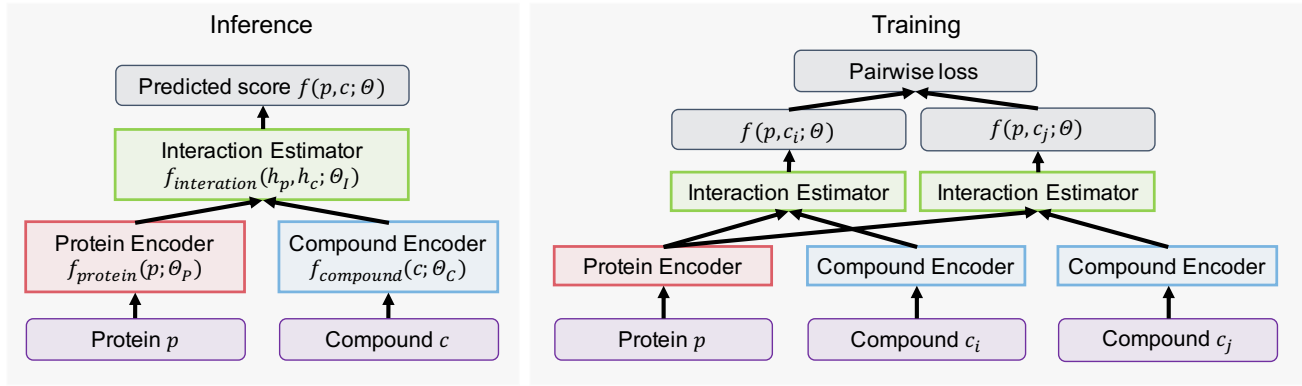 Inference
Predicted score f(p,c;Θ)
Interaction Estimator
f_interation(h_p, h_c; Θ_I)
Protein Encoder
f_protein(p; Θ_P)
Compound Encoder
f_compound(c; Θ_C)
Protein p
Compound c
Training
Pairwise loss
f(p,c_i;Θ)
f(p,c_j;Θ)
Interaction Estimator
Interaction Estimator
Protein Encoder
Compound Encoder
Compound Encoder
Protein p
Compound c_i
Compound c_j